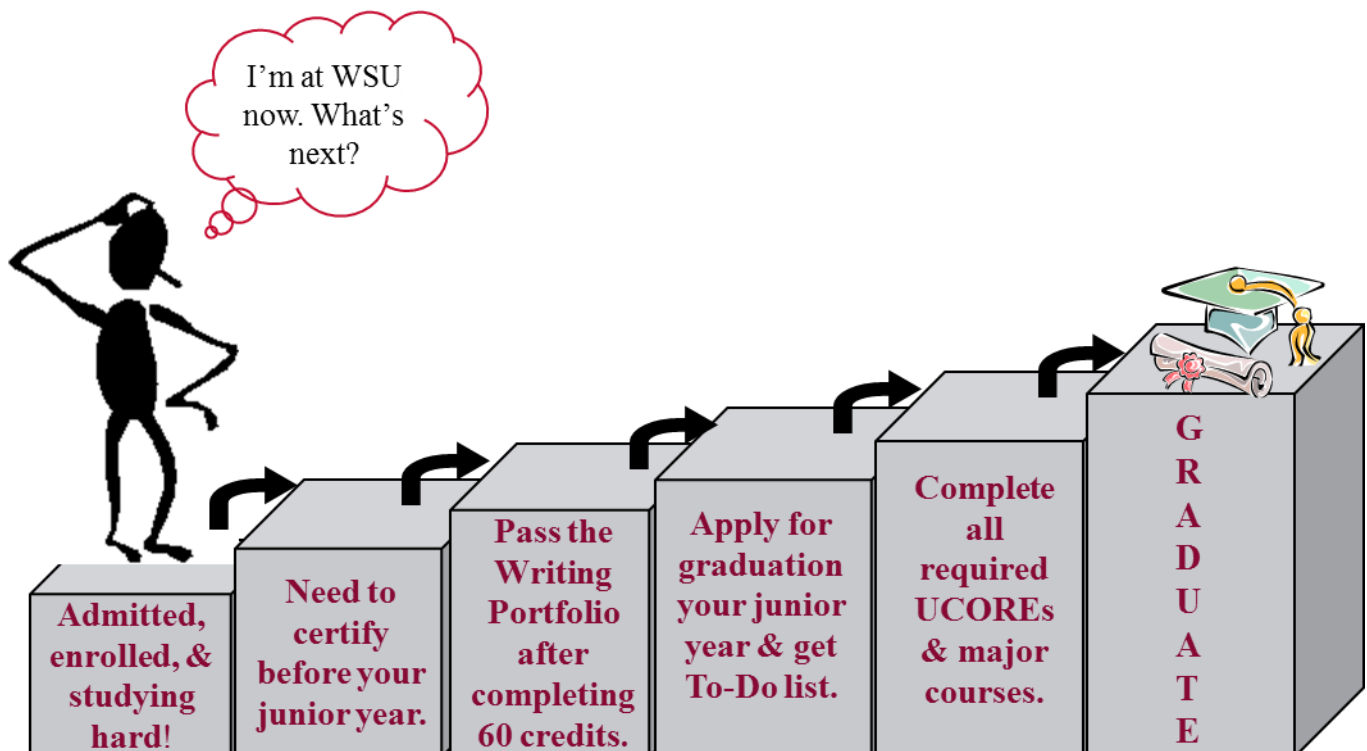 I'm at WSU
now. What's
next?
Admitted,
enrolled, &
studying
hard!
Need to
certify
before your
junior year.
Pass the
Writing
Portfolio
after
completing
60 credits.
Apply for
graduation
your junior
year & get
To-Do list.
Complete
all
required
UCOREs
& major
courses.
G
R
A
D
U
A
T
E